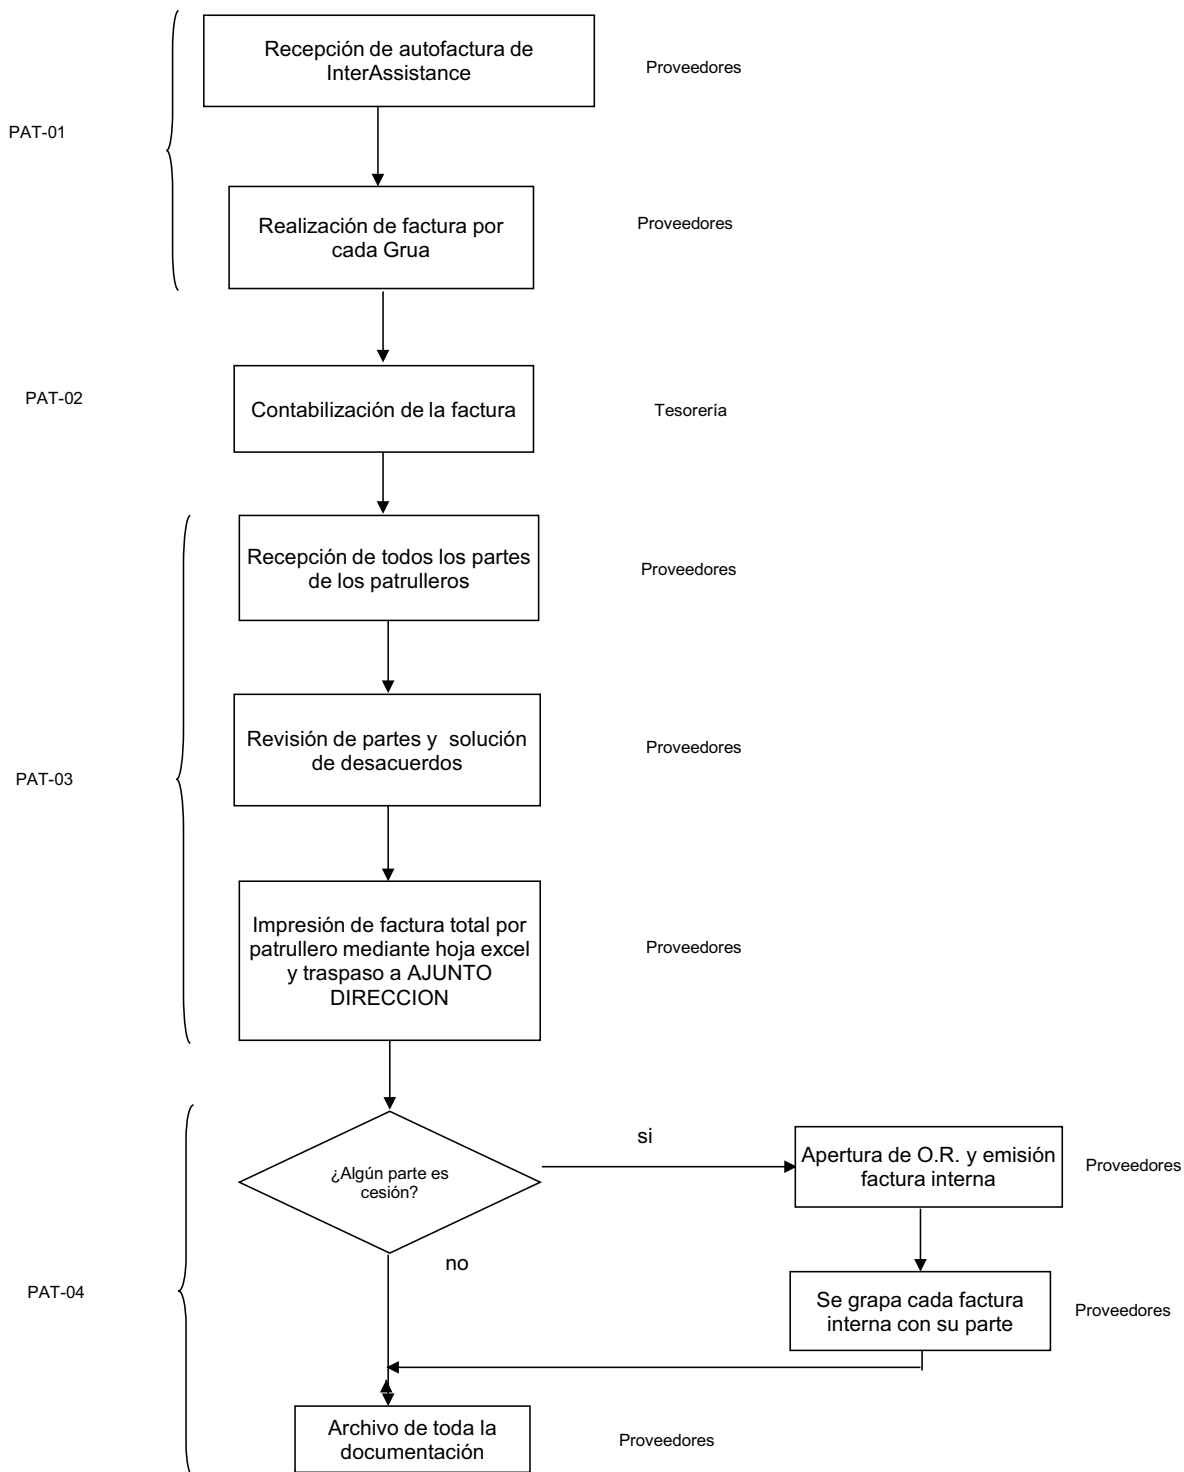 Recepción de autofactura de
InterAssistance
Proveedores
PAT-01
Realización de factura por
cada Grua
Proveedores
PAT-02
Contabilización de la factura
Tesorería
Recepción de todos los partes
de los patrulleros
Proveedores
Revisión de partes y solución
de desacuerdos
Proveedores
PAT-03
Impresión de factura total por
patrullero mediante hoja excel
y traspaso a AJUNTO
DIRECCION
Proveedores
¿Algún parte es
cesión?
si
Apertura de O.R. y emisión
factura interna
Proveedores
no
PAT-04
Se grapa cada factura
interna con su parte
Proveedores
Archivo de toda la
documentación
Proveedores